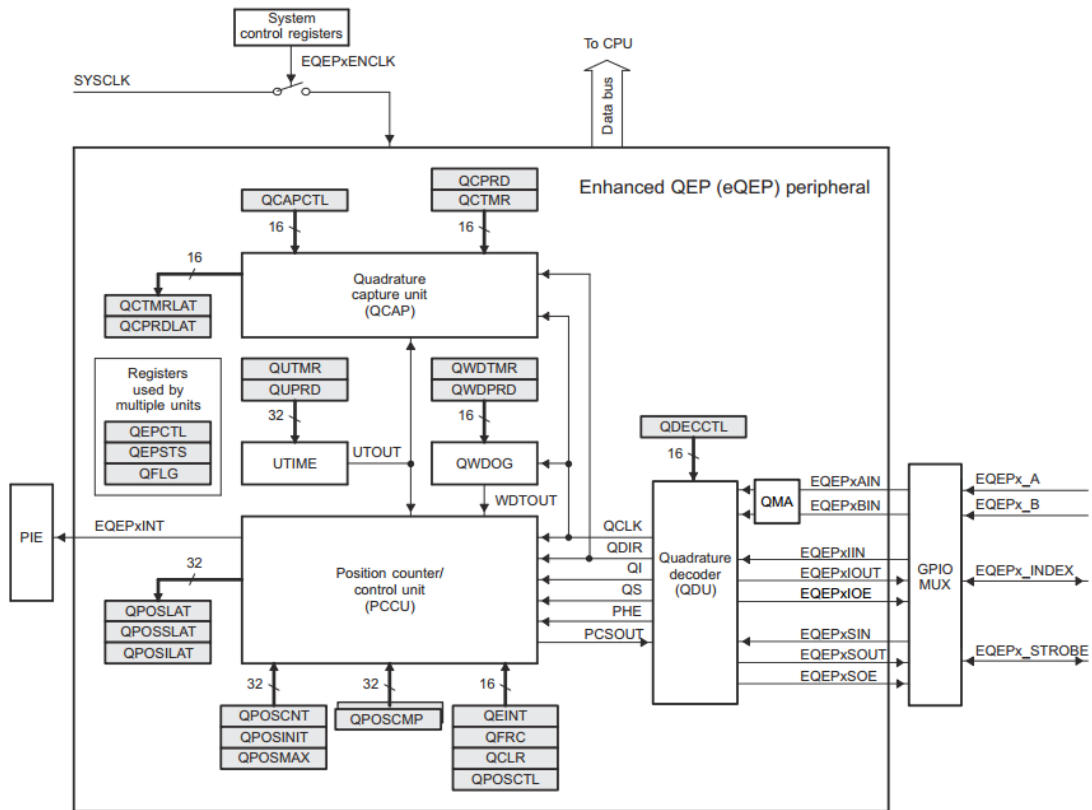 System
control registers
To CPU
EQEPxENCLK
SYSCLK
Data bus
Enhanced QEP (eQEP) peripheral
QCPRD
QCAPCTL
QCTMR
16
16
16
Quadrature
capture unit
(QCAP)
QCTMRLAT
QCPRDLAT
Registers
used by
multiple units
QEPCTL
QEPSTS
QFLG
QUTMR
QUPRD
QWDTMR
QWDPRD
32
16
QDECCTL
UTIME
UTOUT
QWDOG
16
WDTOUT
EQEPxAIN
EQEPxBIN
QMA
EQEPx_A
EQEPx_B
PIE
EQEPxINT
QCLK
QDIR
QI
QS
PHE
PCSOUT
Position counter/
control unit
(PCCU)
Quadrature
decoder
(QDU)
EQEPxIIN
EQEPxIOUT
EQEPxIOE
GPIO
MUX
EQEPx_INDEX
32
QPOSLAT
QPOSSLAT
QPOSILAT
EQEPxSIN
EQEPxSOUT
EQEPxSOE
EQEPx_STROBE
32
32
16
QPOSCNT
QPOSINIT
QPOSMAX
QPOSCMP
QEINT
QFRC
QCLR
QPOSCTL